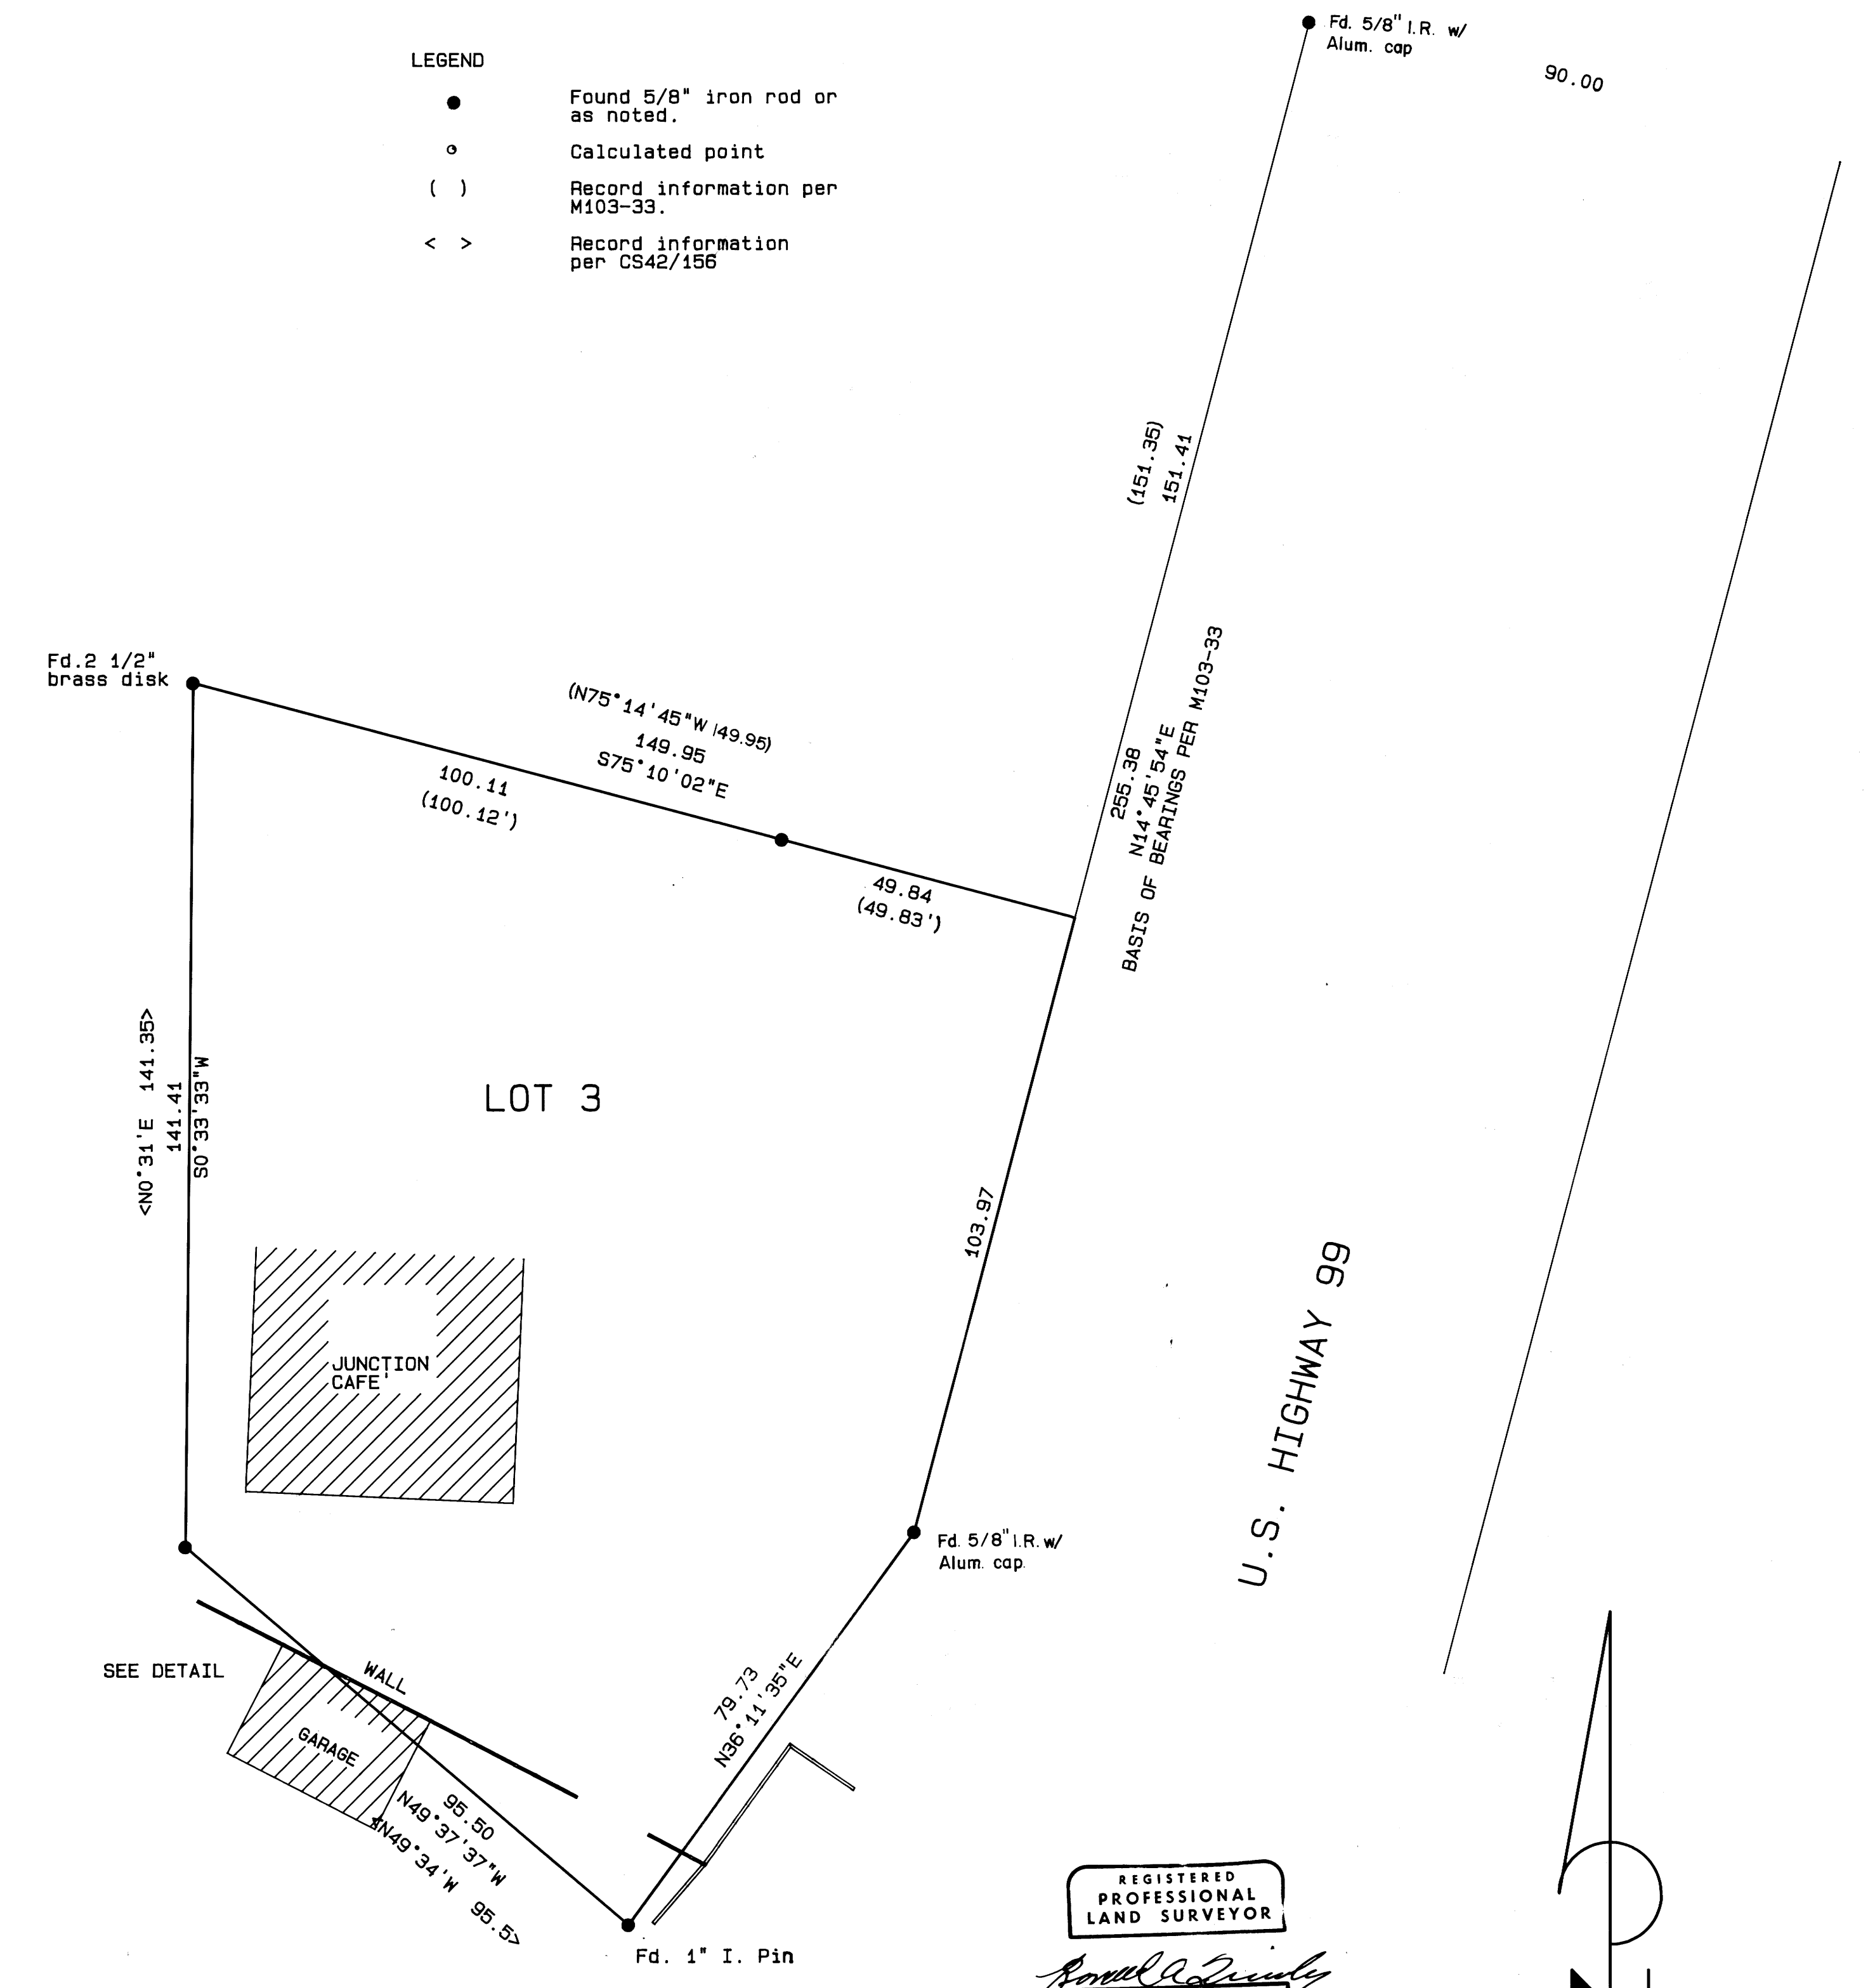 Fd. 5/8" I.R. w/
Alum. cap
90.00
LEGEND
Found 5/8" iron rod or
as noted.
Calculated point
( )
Record information per
M103-33.
< >
Record information
per CS42/156
(151.35)
151.41
Fd.2 1/2"
brass disk
(N75°14'45"W 149.95)
149.95
S75°10'02"E
100.11
(100.12')
49.84
(49.83')
255.38
N14°45'54"E
BASIS OF BEARINGS PER M103-33
<N0°31'E 141.35>
141.41
S0°33'33"W
LOT 3
103.97
JUNCTION
CAFE'
U.S. HIGHWAY 99
Fd. 5/8" I.R. w/
Alum. cap.
SEE DETAIL
WALL
GARAGE
79.73
N36°11'35"E
95.50
N49°37'37"W
<N49°34'W 95.5>
Fd. 1" I. Pin
REGISTERED
PROFESSIONAL
LAND SURVEYOR